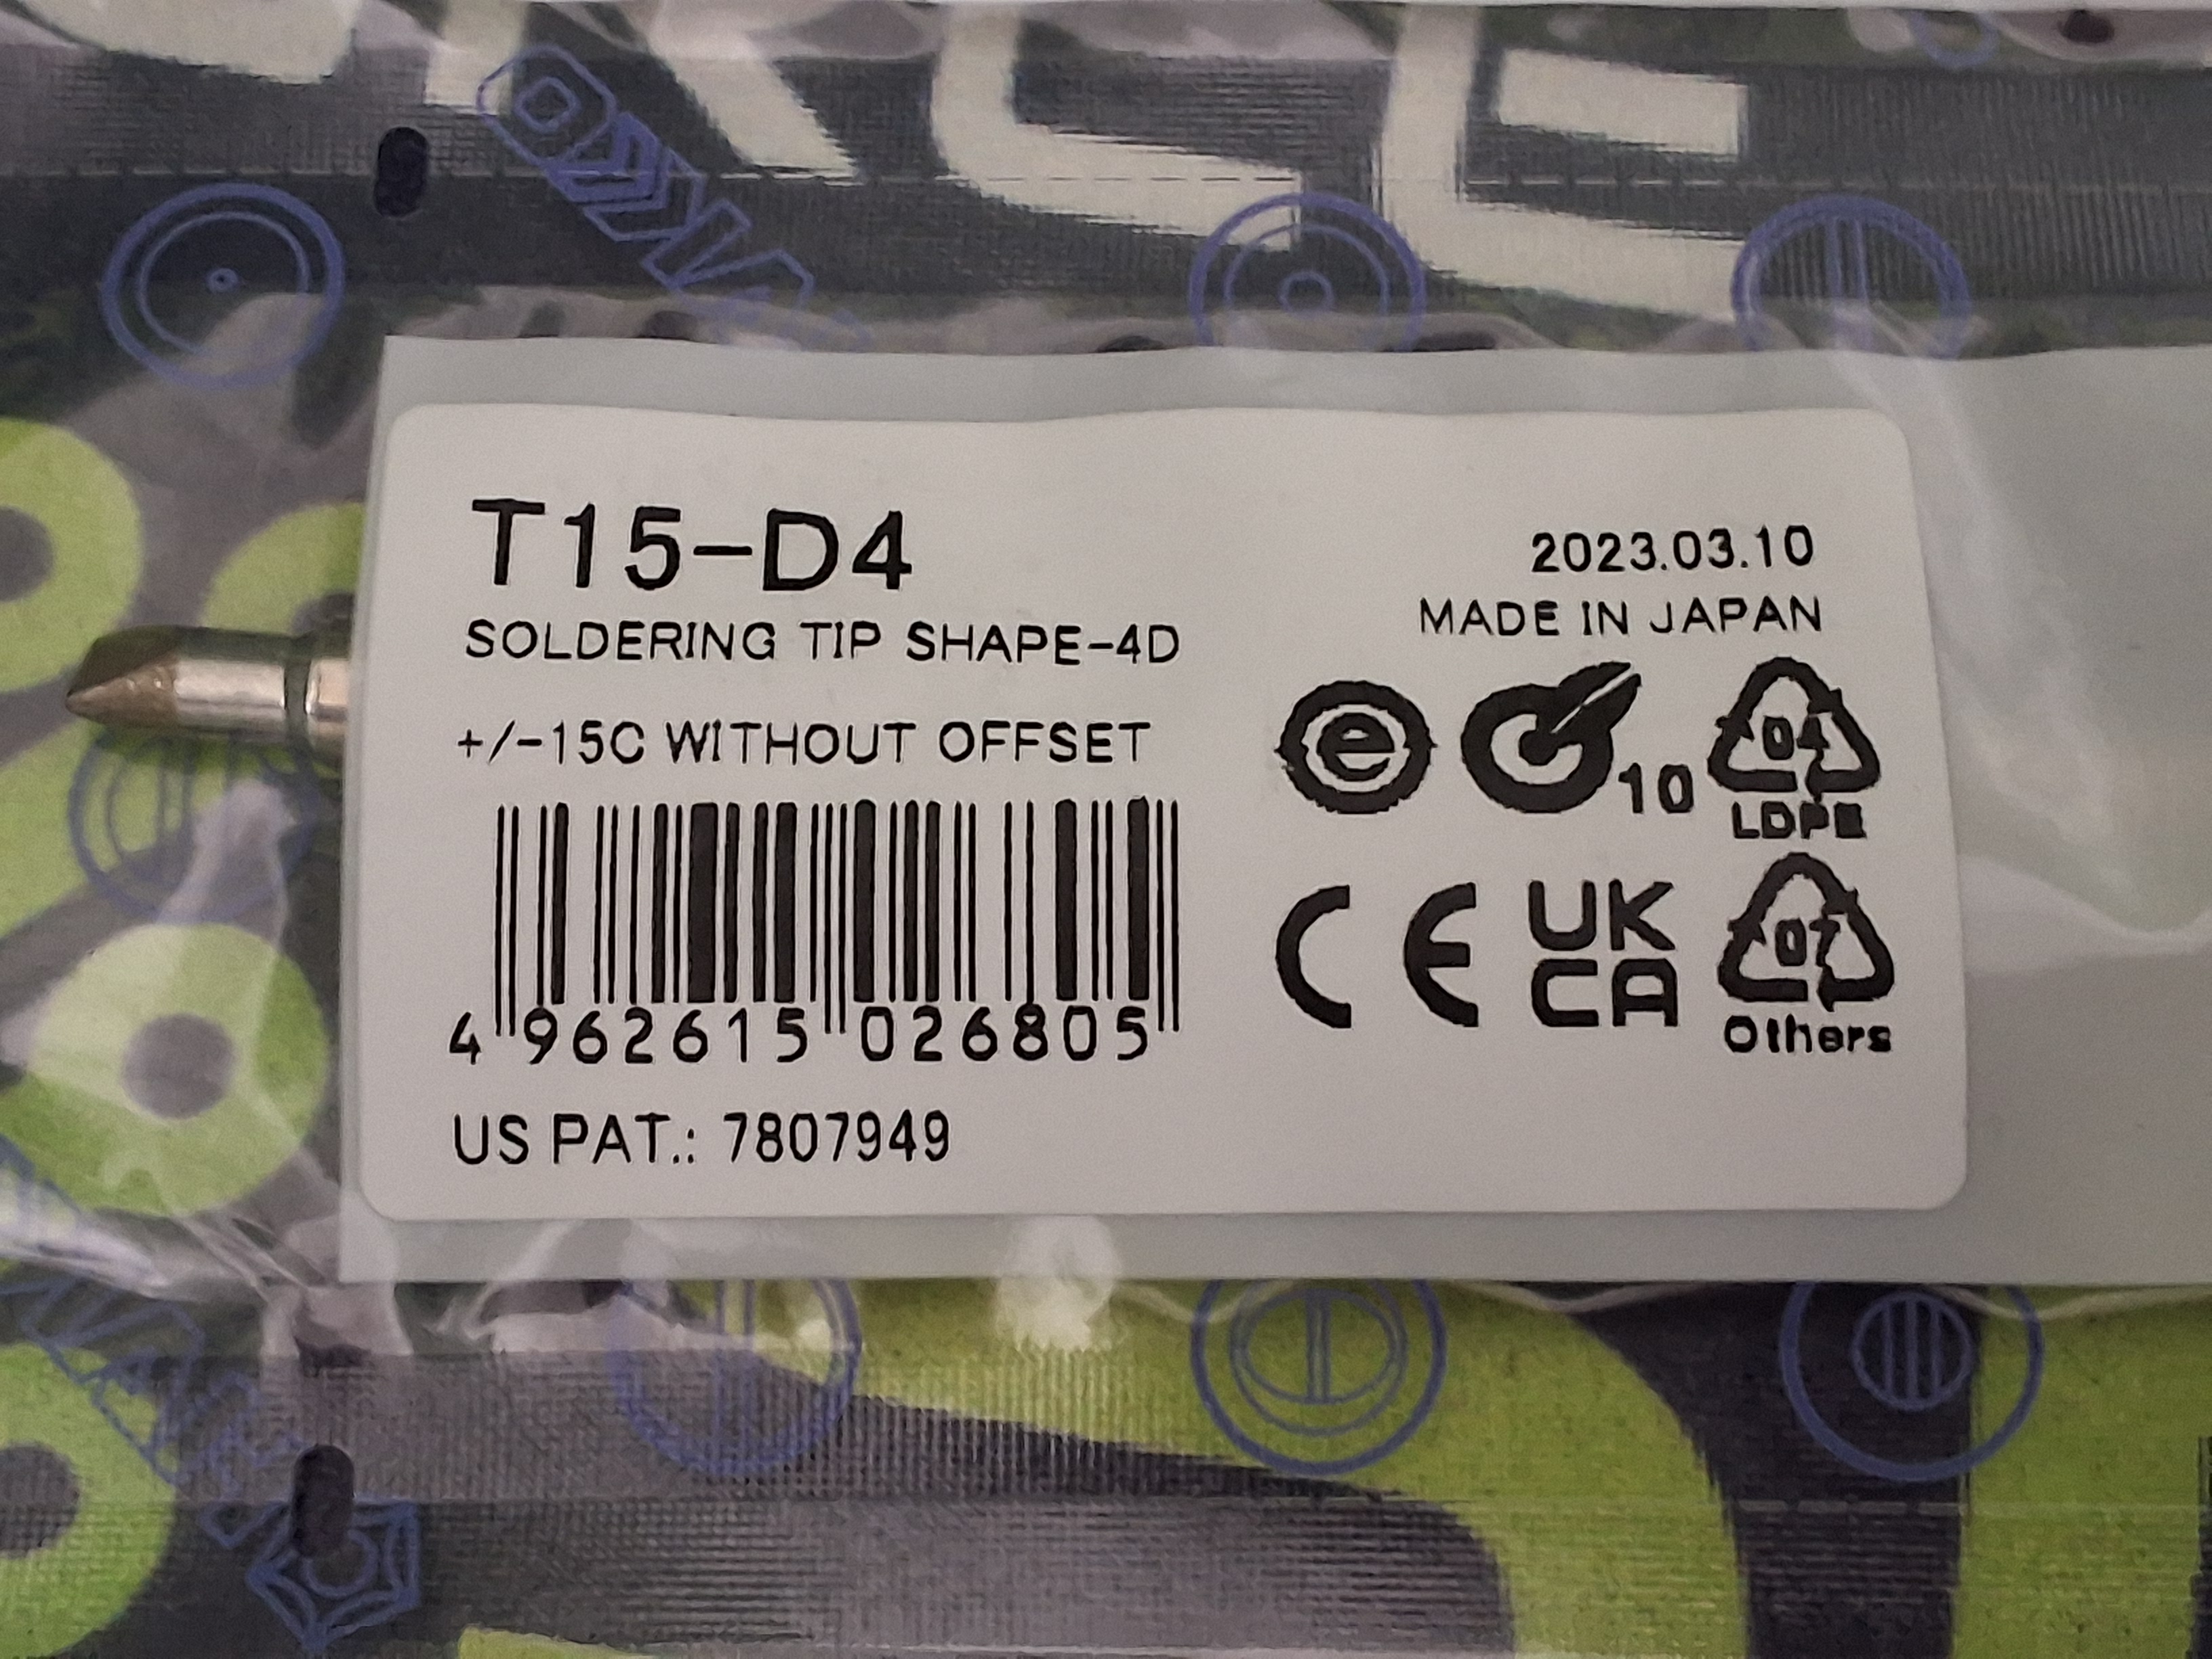 T15-D4
SOLDERING TIP SHAPE-4D
+/-15C WITHOUT OFFSET
4 962615 026805
US PAT.: 7807949
2023.03.10
MADE IN JAPAN
e
10
04
LDPE
CE
UK
CA
07
Others